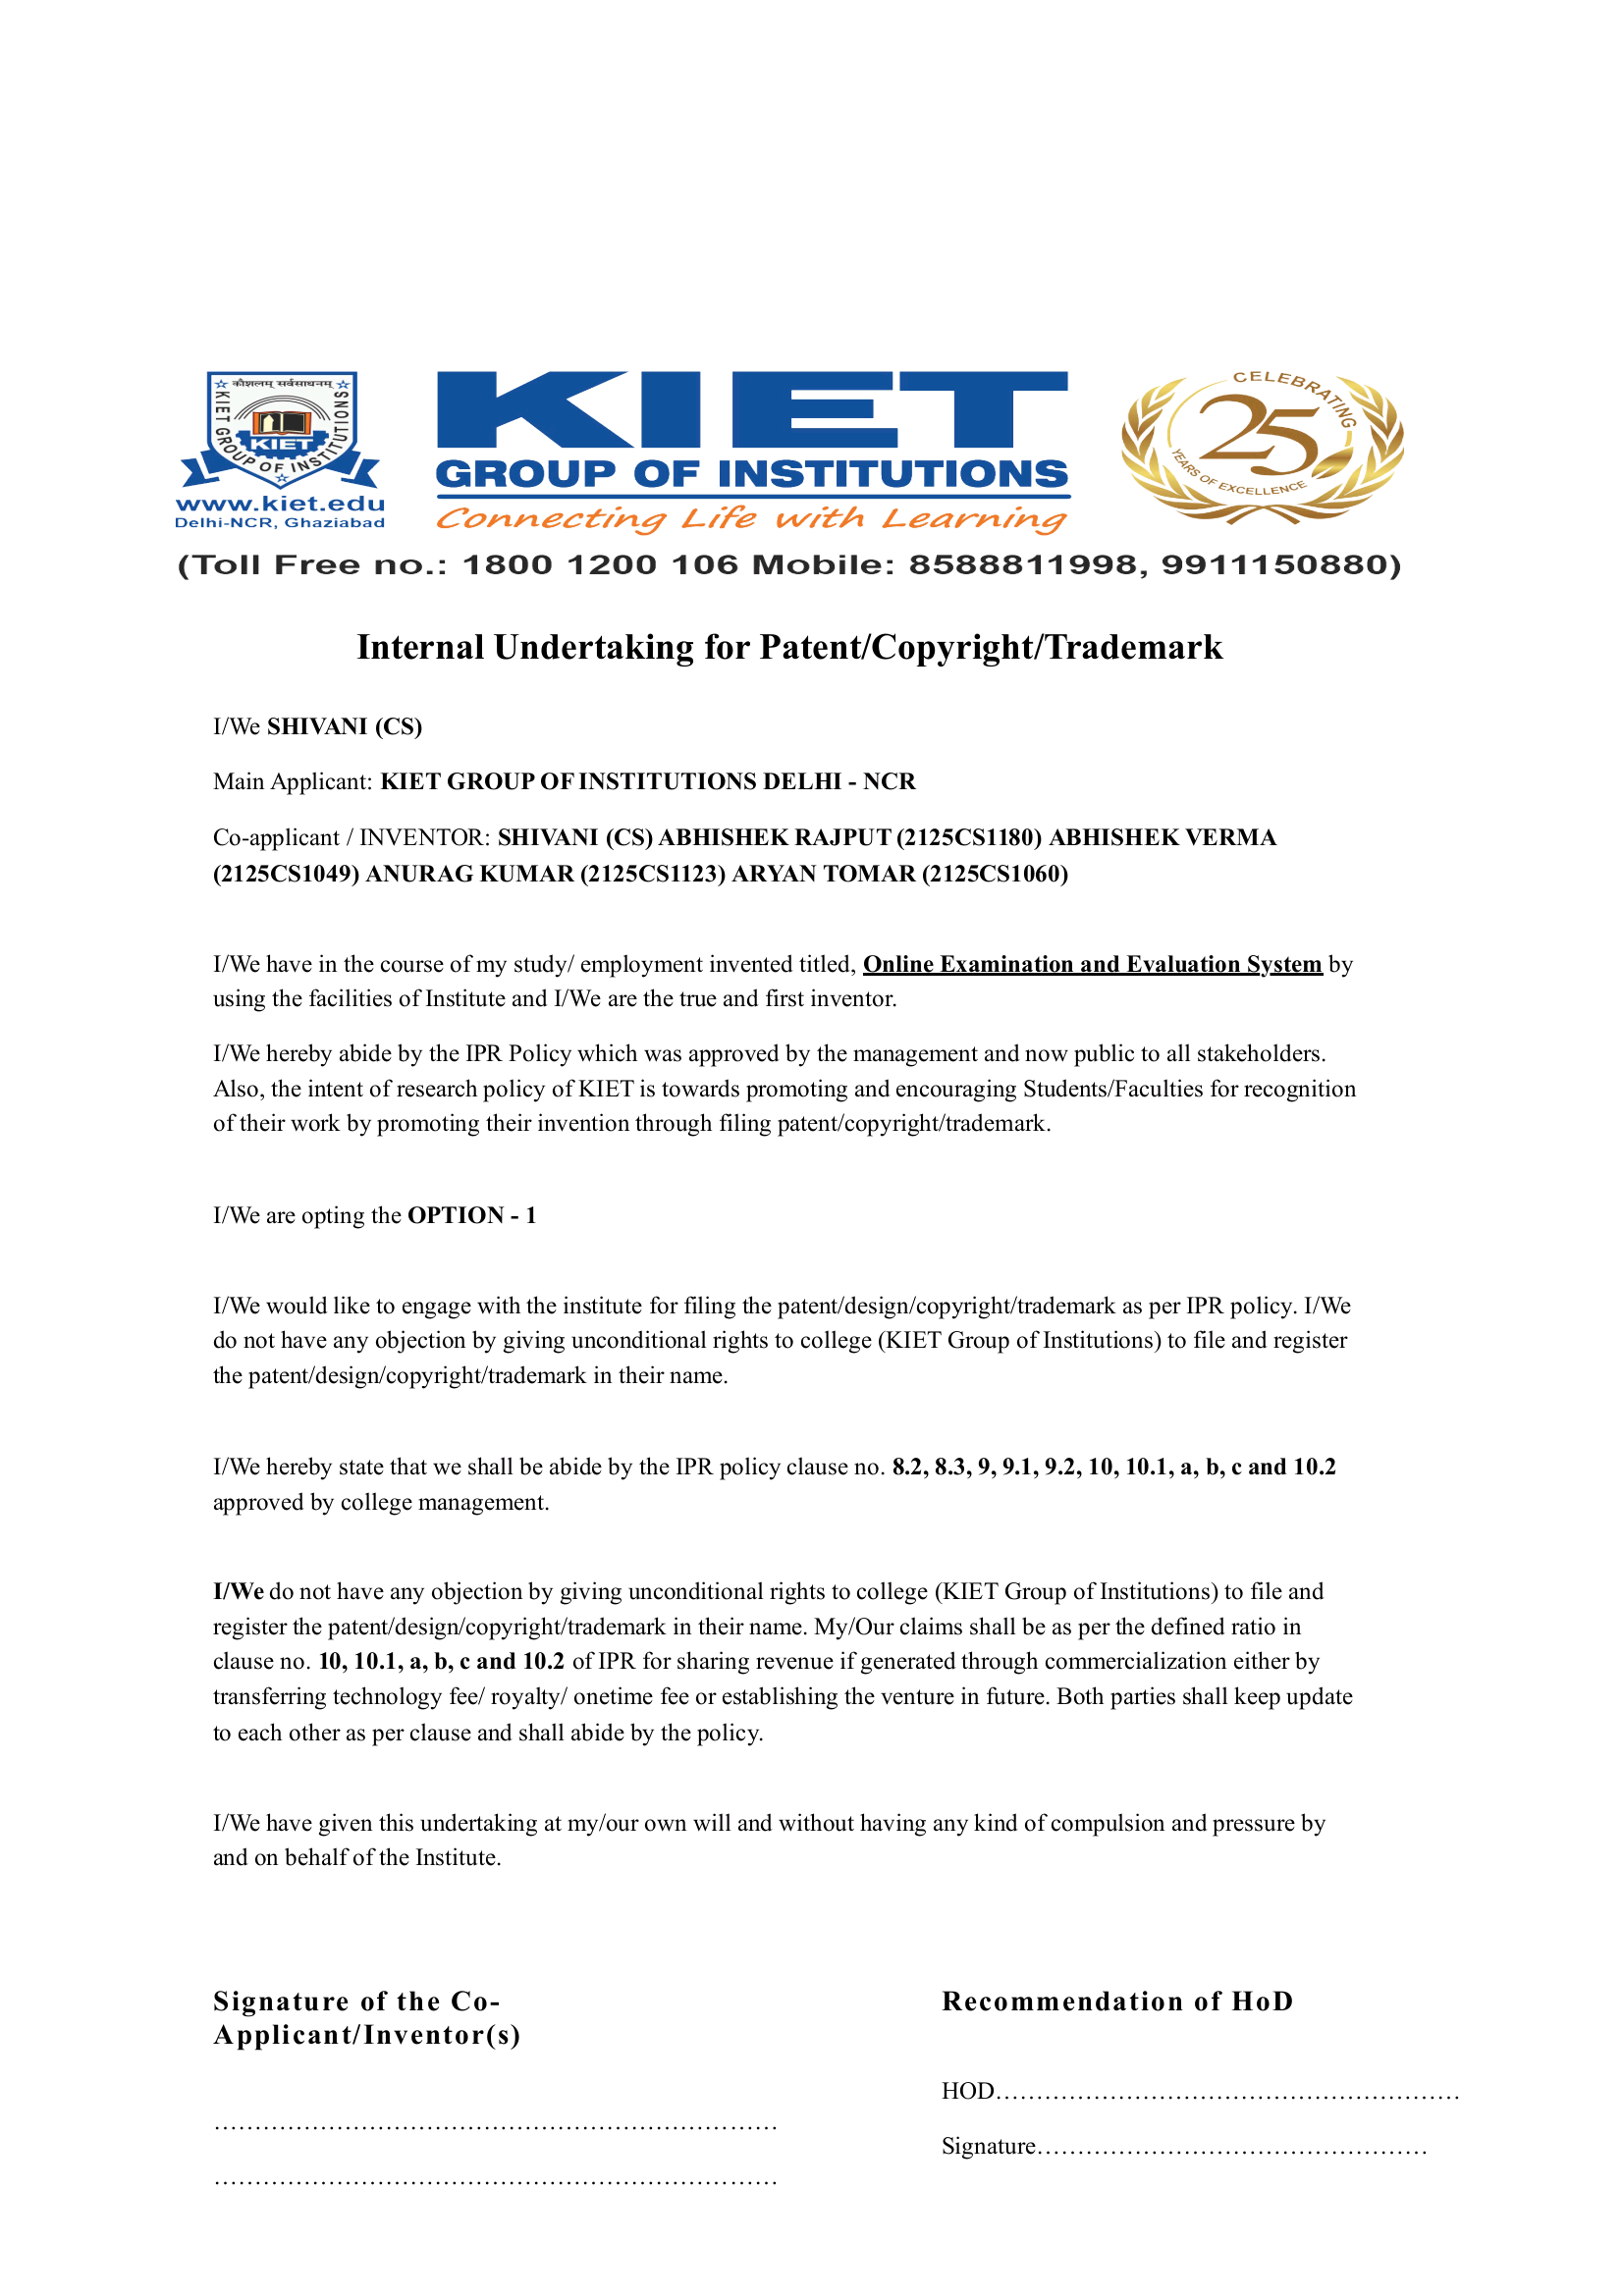 कौशलम् सर्वसाधनम्
KIET GROUP OF INSTITUTIONS
KIET
www.kiet.edu
Delhi-NCR, Ghaziabad
KIET
GROUP OF INSTITUTIONS
Connecting Life with Learning
CELEBRATING
25
YEARS OF EXCELLENCE
(Toll Free no.: 1800 1200 106 Mobile: 8588811998, 9911150880)
Internal Undertaking for Patent/Copyright/Trademark
I/We SHIVANI (CS)
Main Applicant: KIET GROUP OF INSTITUTIONS DELHI - NCR
Co-applicant / INVENTOR: SHIVANI (CS) ABHISHEK RAJPUT (2125CS1180) ABHISHEK VERMA
(2125CS1049) ANURAG KUMAR (2125CS1123) ARYAN TOMAR (2125CS1060)
I/We have in the course of my study/ employment invented titled, Online Examination and Evaluation System by
using the facilities of Institute and I/We are the true and first inventor.
I/We hereby abide by the IPR Policy which was approved by the management and now public to all stakeholders.
Also, the intent of research policy of KIET is towards promoting and encouraging Students/Faculties for recognition
of their work by promoting their invention through filing patent/copyright/trademark.
I/We are opting the OPTION - 1
I/We would like to engage with the institute for filing the patent/design/copyright/trademark as per IPR policy. I/We
do not have any objection by giving unconditional rights to college (KIET Group of Institutions) to file and register
the patent/design/copyright/trademark in their name.
I/We hereby state that we shall be abide by the IPR policy clause no. 8.2, 8.3, 9, 9.1, 9.2, 10, 10.1, a, b, c and 10.2
approved by college management.
I/We do not have any objection by giving unconditional rights to college (KIET Group of Institutions) to file and
register the patent/design/copyright/trademark in their name. My/Our claims shall be as per the defined ratio in
clause no. 10, 10.1, a, b, c and 10.2 of IPR for sharing revenue if generated through commercialization either by
transferring technology fee/ royalty/ onetime fee or establishing the venture in future. Both parties shall keep update
to each other as per clause and shall abide by the policy.
I/We have given this undertaking at my/our own will and without having any kind of compulsion and pressure by
and on behalf of the Institute.
Signature of the Co-
Applicant/Inventor(s)
……………………………………………………………
……………………………………………………………
Recommendation of HoD
HOD…………………………………………………
Signature…………………………………………